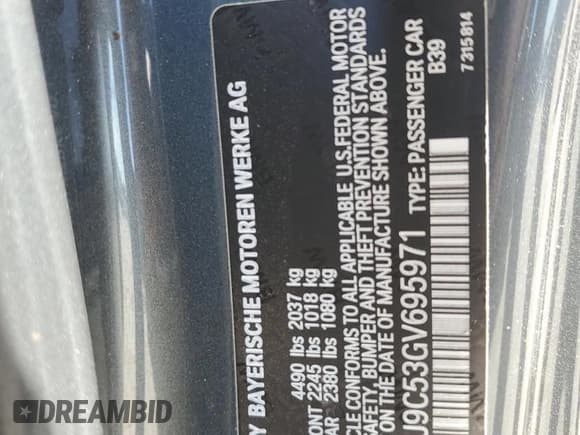 Y BAYERISCHE MOTOREN WERKE AG
4490 lbs 2037 kg
ONT 2245 lbs 1018 kg
AR 2380 lbs 1080 kg
CLE CONFORMS TO ALL APPLICABLE U.S. FEDERAL MOTOR
SAFETY, BUMPER AND THEFT PREVENTION STANDARDS
ON THE DATE OF MANUFACTURE SHOWN ABOVE.
J9C53GV695971 TYPE: PASSENGER CAR
B39
7315814
AUTOBIDMASTER